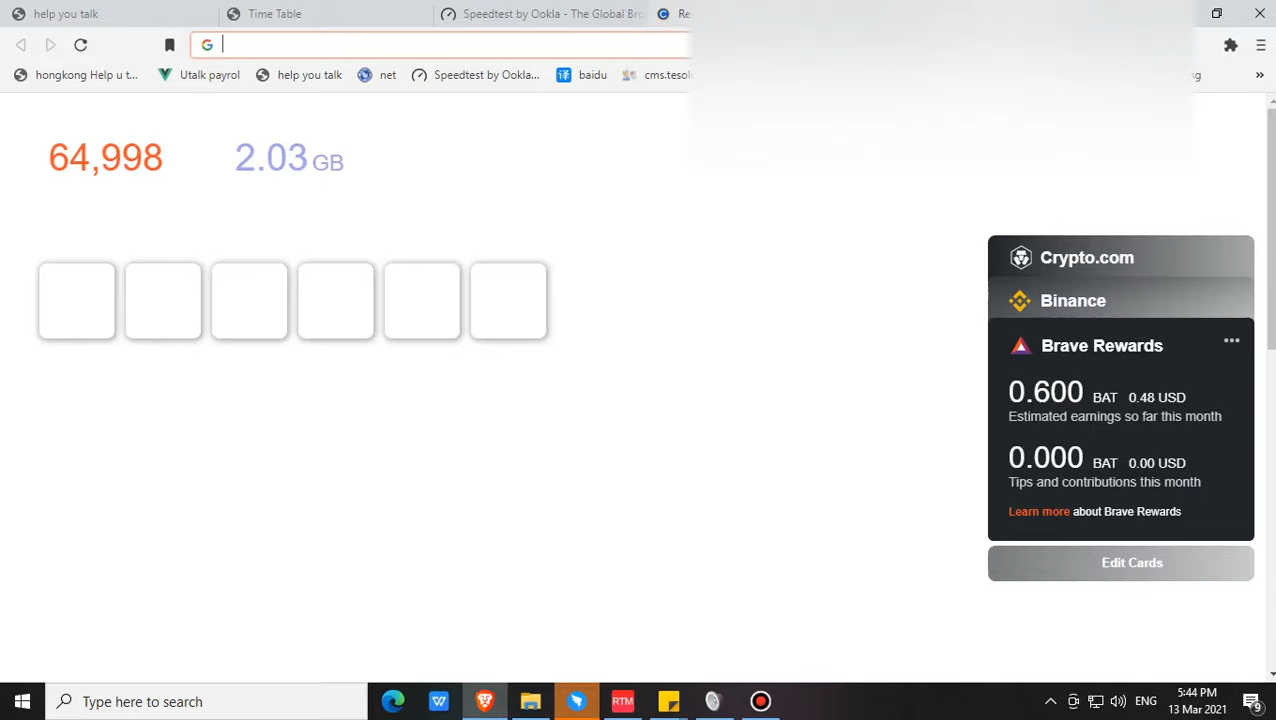 help you talk
Time Table
Speedtest by Ookla - The Global Bro
Re
hongkong Help u t...
Utalk payrol
help you talk
net
Speedtest by Ookla...
译 baidu
cms.tesol
ng
»
64,998
2.03 GB
Crypto.com
Binance
Brave Rewards
0.600 BAT 0.48 USD
Estimated earnings so far this month
0.000 BAT 0.00 USD
Tips and contributions this month
Learn more about Brave Rewards
Edit Cards
Type here to search
RTM
ENG
5:44 PM
13 Mar 2021
9